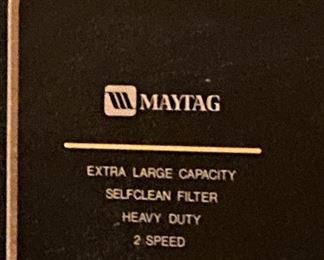 MAYTAG
EXTRA LARGE CAPACITY
SELFCLEAN FILTER
HEAVY DUTY
2 SPEED